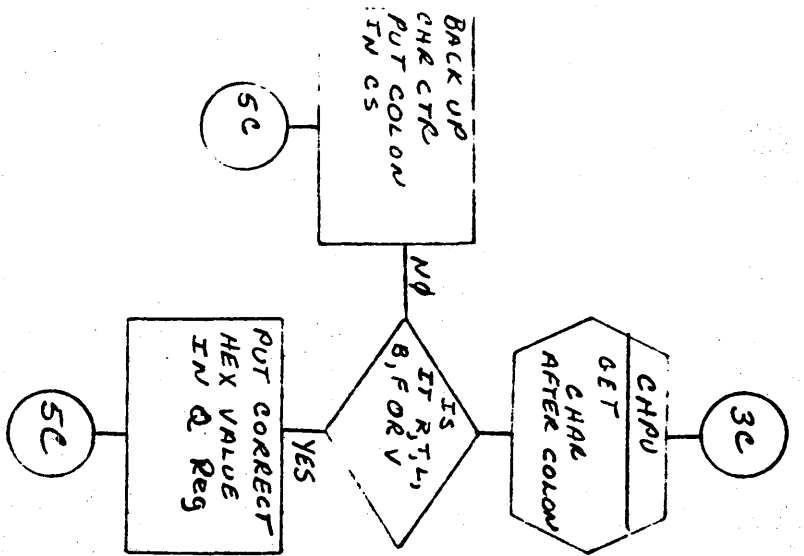 3C
CHPU
GET
CHAR
AFTER COLON
IS
IT R,T,L,
B, F OR V
NØ
BACK UP
CHR CTR
PUT COLON
IN CS
5C
YES
PUT CORRECT
HEX VALUE
IN Q Reg
5C